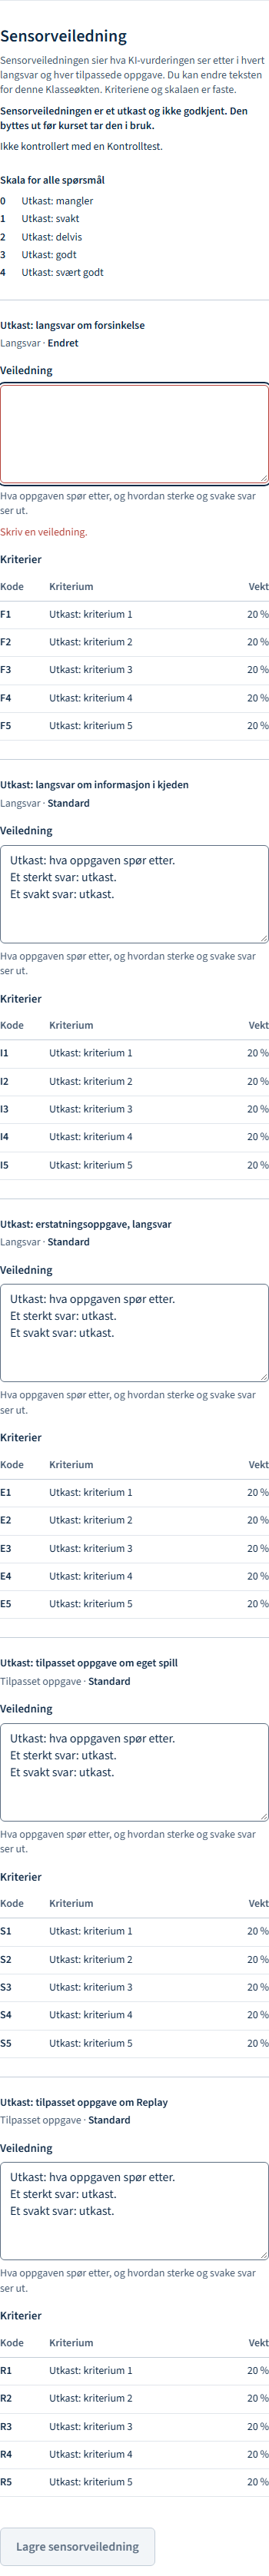 Sensorveiledning
Sensorveiledningen sier hva KI-vurderingen ser etter i hvert
langsvar og hver tilpassede oppgave. Du kan endre teksten
for denne Klasseøkten. Kriteriene og skalaen er faste.
Sensorveiledningen er et utkast og ikke godkjent. Den
byttes ut før kurset tar den i bruk.
Ikke kontrollert med en Kontrolltest.
Skala for alle spørsmål
0 Utkast: mangler
1 Utkast: svakt
2 Utkast: delvis
3 Utkast: godt
4 Utkast: svært godt
Utkast: langsvar om forsinkelse
Langsvar · Endret
Veiledning
Hva oppgaven spør etter, og hvordan sterke og svake svar
ser ut.
Skriv en veiledning.
Kriterier
Kode Kriterium Vekt
F1 Utkast: kriterium 1 20 %
F2 Utkast: kriterium 2 20 %
F3 Utkast: kriterium 3 20 %
F4 Utkast: kriterium 4 20 %
F5 Utkast: kriterium 5 20 %
Utkast: langsvar om informasjon i kjeden
Langsvar · Standard
Veiledning
Utkast: hva oppgaven spør etter.
Et sterkt svar: utkast.
Et svakt svar: utkast.
Hva oppgaven spør etter, og hvordan sterke og svake svar
ser ut.
Kriterier
Kode Kriterium Vekt
I1 Utkast: kriterium 1 20 %
I2 Utkast: kriterium 2 20 %
I3 Utkast: kriterium 3 20 %
I4 Utkast: kriterium 4 20 %
I5 Utkast: kriterium 5 20 %
Utkast: erstatningsoppgave, langsvar
Langsvar · Standard
Veiledning
Utkast: hva oppgaven spør etter.
Et sterkt svar: utkast.
Et svakt svar: utkast.
Hva oppgaven spør etter, og hvordan sterke og svake svar
ser ut.
Kriterier
Kode Kriterium Vekt
E1 Utkast: kriterium 1 20 %
E2 Utkast: kriterium 2 20 %
E3 Utkast: kriterium 3 20 %
E4 Utkast: kriterium 4 20 %
E5 Utkast: kriterium 5 20 %
Utkast: tilpasset oppgave om eget spill
Tilpasset oppgave · Standard
Veiledning
Utkast: hva oppgaven spør etter.
Et sterkt svar: utkast.
Et svakt svar: utkast.
Hva oppgaven spør etter, og hvordan sterke og svake svar
ser ut.
Kriterier
Kode Kriterium Vekt
S1 Utkast: kriterium 1 20 %
S2 Utkast: kriterium 2 20 %
S3 Utkast: kriterium 3 20 %
S4 Utkast: kriterium 4 20 %
S5 Utkast: kriterium 5 20 %
Utkast: tilpasset oppgave om Replay
Tilpasset oppgave · Standard
Veiledning
Utkast: hva oppgaven spør etter.
Et sterkt svar: utkast.
Et svakt svar: utkast.
Hva oppgaven spør etter, og hvordan sterke og svake svar
ser ut.
Kriterier
Kode Kriterium Vekt
R1 Utkast: kriterium 1 20 %
R2 Utkast: kriterium 2 20 %
R3 Utkast: kriterium 3 20 %
R4 Utkast: kriterium 4 20 %
R5 Utkast: kriterium 5 20 %
Lagre sensorveiledning